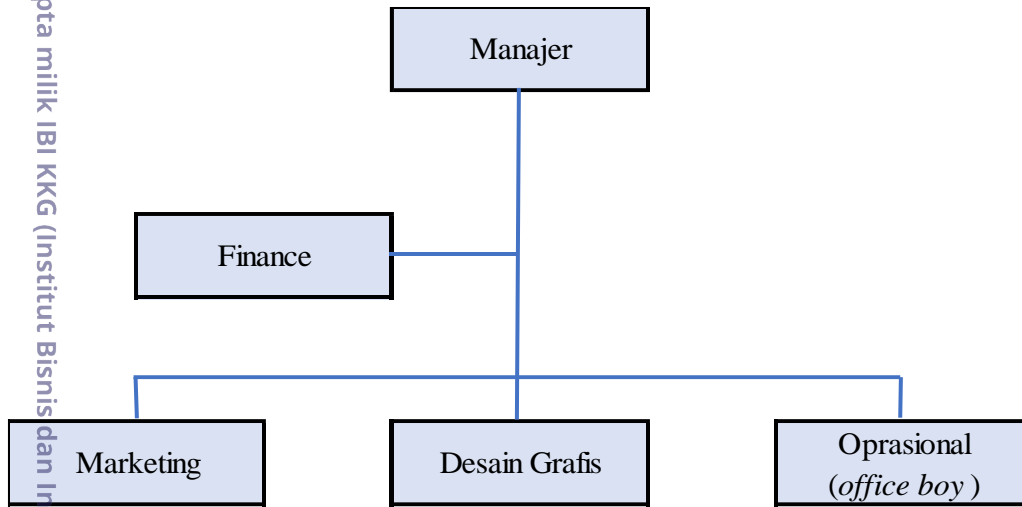 pta milik IBI KKG (Institut Bisnis dan In
Manajer
Finance
Marketing
Desain Grafis
Oprasional
(office boy )